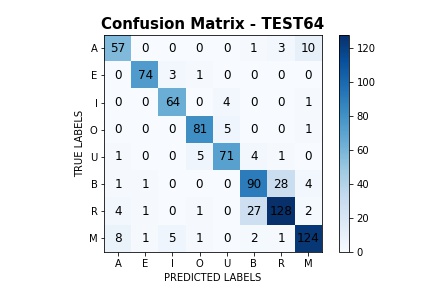 Confusion Matrix - TEST64
A 57 0 0 0 0 1 3 10
E 0 74 3 1 0 0 0 0
I 0 0 64 0 4 0 0 1
O 0 0 0 81 5 0 0 1
U 1 0 0 5 71 4 1 0
B 1 1 0 0 0 90 28 4
R 4 1 0 1 0 27 128 2
M 8 1 5 1 0 2 1 124
A E I O U B R M
TRUE LABELS
PREDICTED LABELS
120
100
80
60
40
20
0